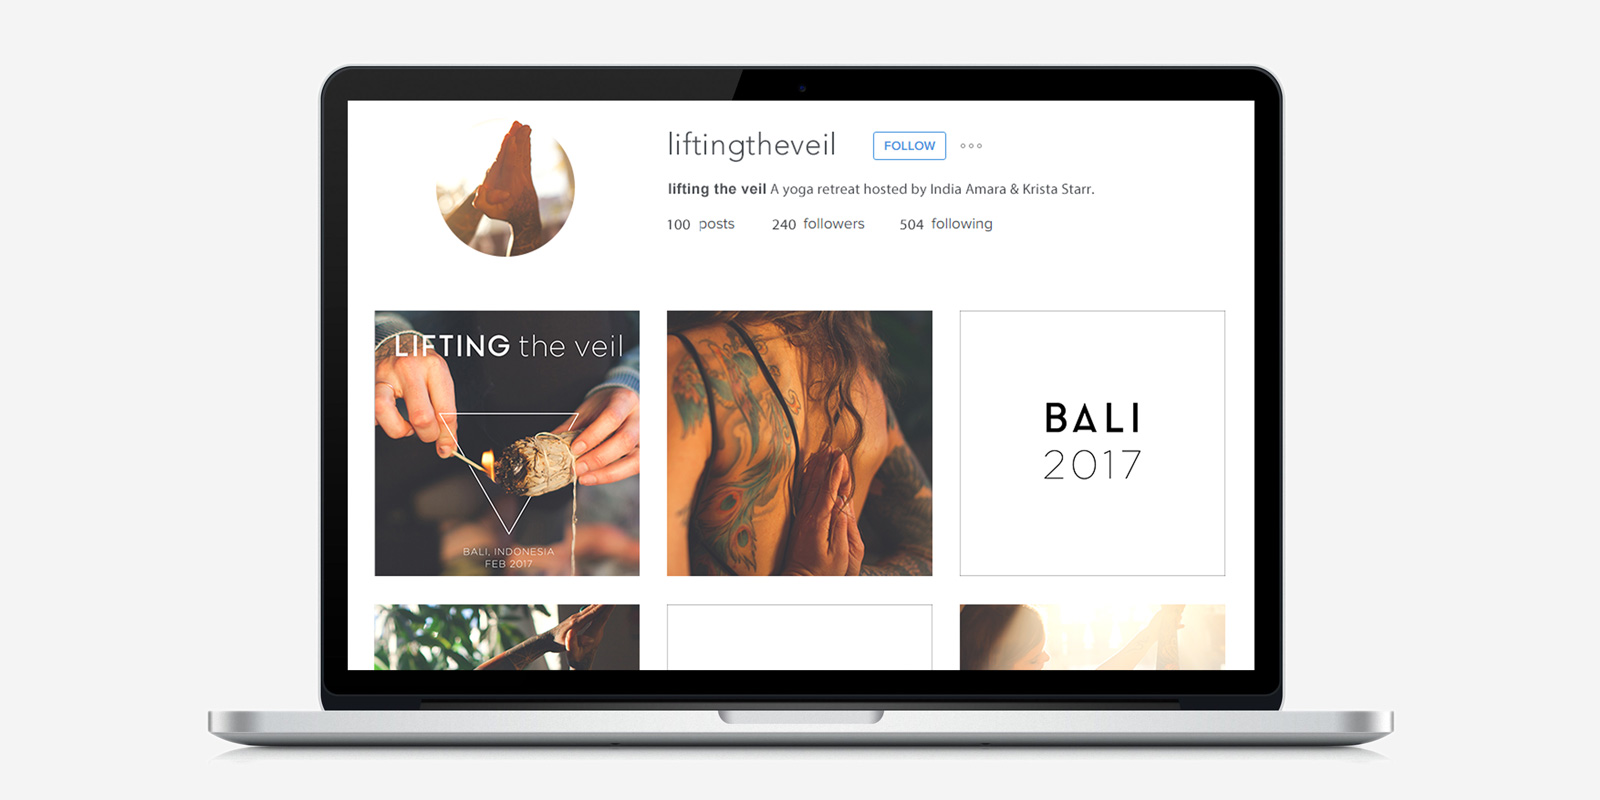 liftingtheveil FOLLOW
lifting the veil A yoga retreat hosted by India Amara & Krista Starr.
100 posts 240 followers 504 following
LIFTING the veil
BALI, INDONESIA
FEB 2017
BALI
2017